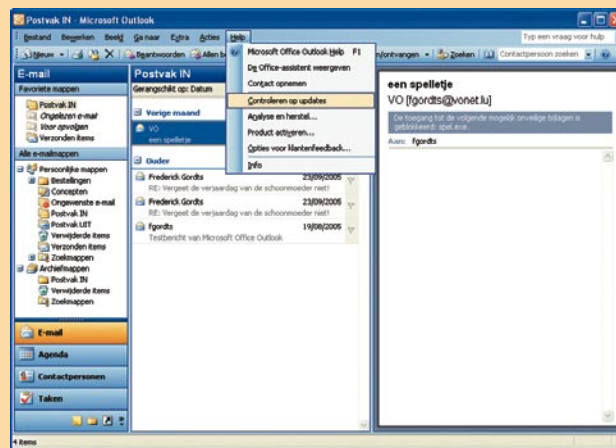 Postvak IN - Microsoft Outlook
Bestand Bewerken Beeld Ga naar Extra Acties Help
Typ een vraag voor hulp
Nieuw
Beantwoorden
Allen b
n/ontvangen
Zoeken
Contactpersoon zoeken
Microsoft Office Outlook Help F1
De Office-assistent weergeven
Contact opnemen
Controleren op updates
Analyse en herstel...
Product activeren...
Opties voor klantenfeedback...
Info
E-mail
Favoriete mappen
Postvak IN
Ongelezen e-mail
Voor opvolgen
Verzonden items
Alle e-mailmappen
Persoonlijke mappen
Bestellingen
Concepten
Ongewenste e-mail
Postvak IN
Postvak UIT
Verwijderde items
Verzonden items
Zoekmappen
Archiefmappen
Postvak IN
Verwijderde items
Zoekmappen
E-mail
Agenda
Contactpersonen
Taken
4 items
Postvak IN
Gerangschikt op: Datum
Vorige maand
VO
een spelletje
Ouder
Frederick Gordts 23/09/2005
RE: Vergeet de verjaardag van de schoonmoeder niet!
Frederik Gordts 23/09/2005
RE: Vergeet de verjaardag van de schoonmoeder niet!
fgordts 19/08/2005
Testbericht van Microsoft Office Outlook
een spelletje
VO [fgordts@vonet.lu]
De toegang tot de volgende mogelijk onveilige bijlagen is
geblokkeerd: spel.exe.
Aan: fgordts